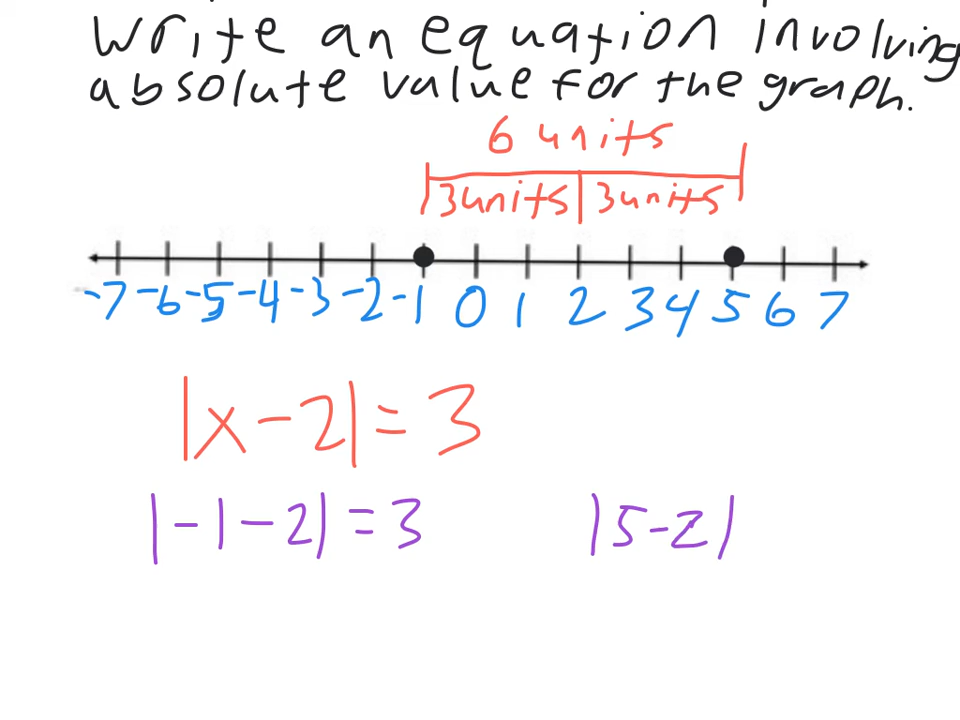 Write an equation involving
absolute value for the graph.
6 units
3units 3units
-7 -6 -5 -4 -3 -2 -1 0 1 2 3 4 5 6 7
|x-2|=3
|-1-2|=3 |5-2|